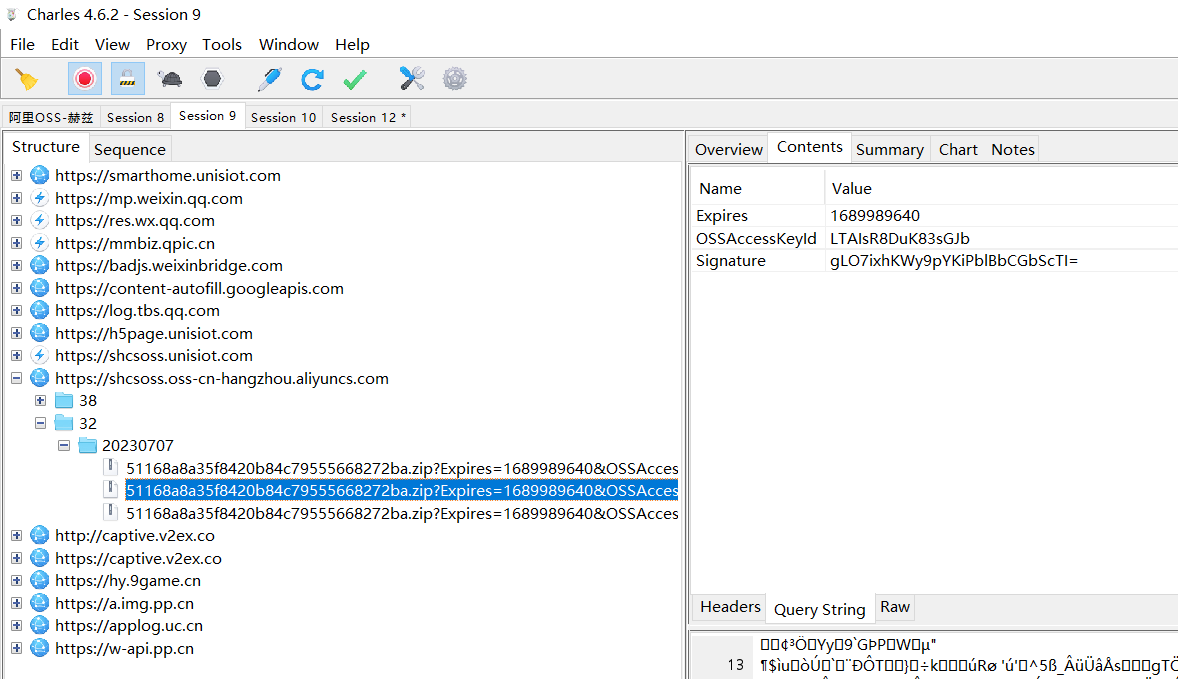 Charles 4.6.2 - Session 9
File Edit View Proxy Tools Window Help
阿里OSS-赫兹 Session 8 Session 9 Session 10 Session 12 *
Structure Sequence
https://smarthome.unisiot.com
https://mp.weixin.qq.com
https://res.wx.qq.com
https://mmbiz.qpic.cn
https://badjs.weixinbridge.com
https://content-autofill.googleapis.com
https://log.tbs.qq.com
https://h5page.unisiot.com
https://shcsoss.unisiot.com
https://shcsoss.oss-cn-hangzhou.aliyuncs.com
38
32
20230707
51168a8a35f8420b84c79555668272ba.zip?Expires=1689989640&OSSAcces
51168a8a35f8420b84c79555668272ba.zip?Expires=1689989640&OSSAcces
51168a8a35f8420b84c79555668272ba.zip?Expires=1689989640&OSSAcces
http://captive.v2ex.co
https://captive.v2ex.co
https://hy.9game.cn
https://a.img.pp.cn
https://applog.uc.cn
https://w-api.pp.cn
Overview Contents Summary Chart Notes
Name Value
Expires 1689989640
OSSAccessKeyId LTAIsR8DuK83sGJb
Signature gLO7ixhKWy9pYKiPblBbCGbScTI=
Headers Query String Raw
13